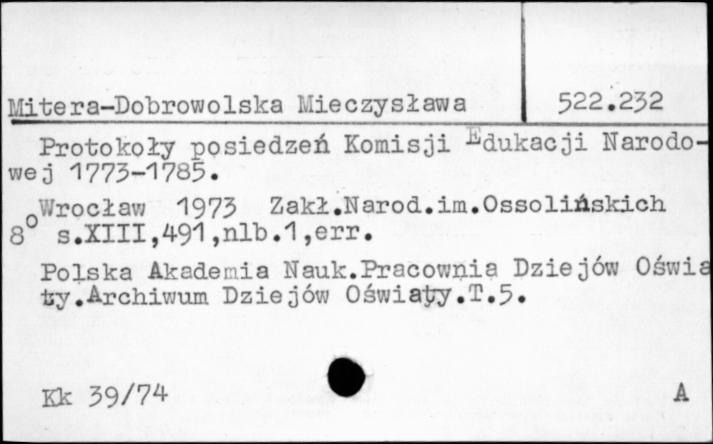 Mitera-Dobrowolska Mieczysława 522.232
Protokoły posiedzeń Komisji Edukacji Narodo-
wej 1773-1785.
Wrocław 1973 Zakł.Narod.im.Ossolińskich
8° s.XIII,491,nlb.1,err.
Polska Akademia Nauk.Pracownia Dziejów Oświa
ty.Archiwum Dziejów Oświaty.T.5.
Kk 39/74 A